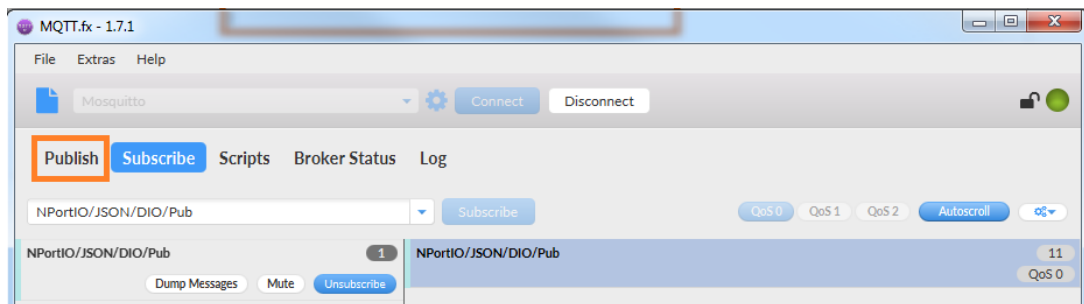 MQTT.fx - 1.7.1
File Extras Help
Mosquitto Connect Disconnect
Publish Subscribe Scripts Broker Status Log
NPortIO/JSON/DIO/Pub Subscribe QoS 0 QoS 1 QoS 2 Autoscroll
NPortIO/JSON/DIO/Pub 1 NPortIO/JSON/DIO/Pub 11
Dump Messages Mute Unsubscribe QoS 0